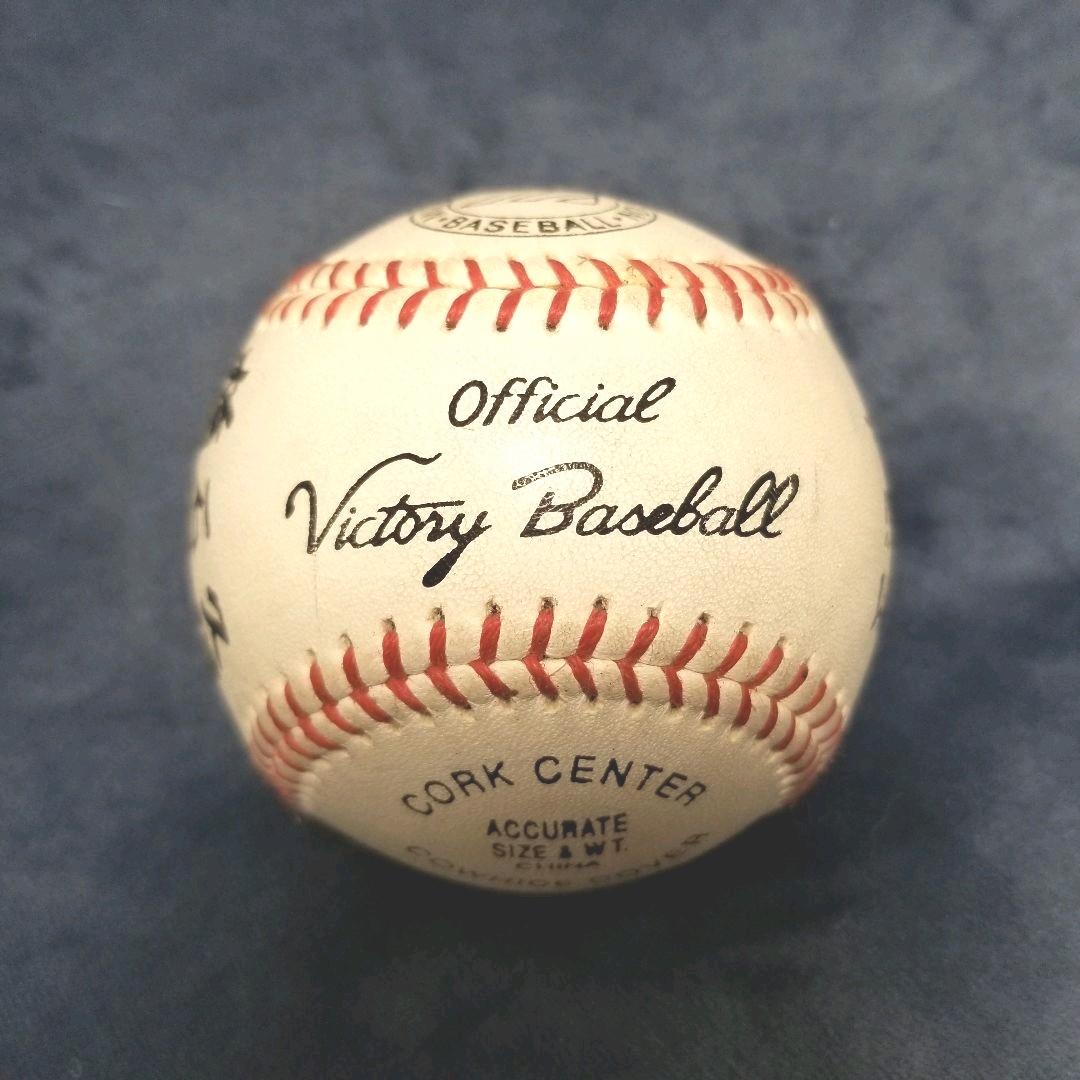 BASEBALL
Official
Victory Baseball
CORK CENTER
ACCURATE
SIZE & WT.
CHINA
COWHIDE COVER